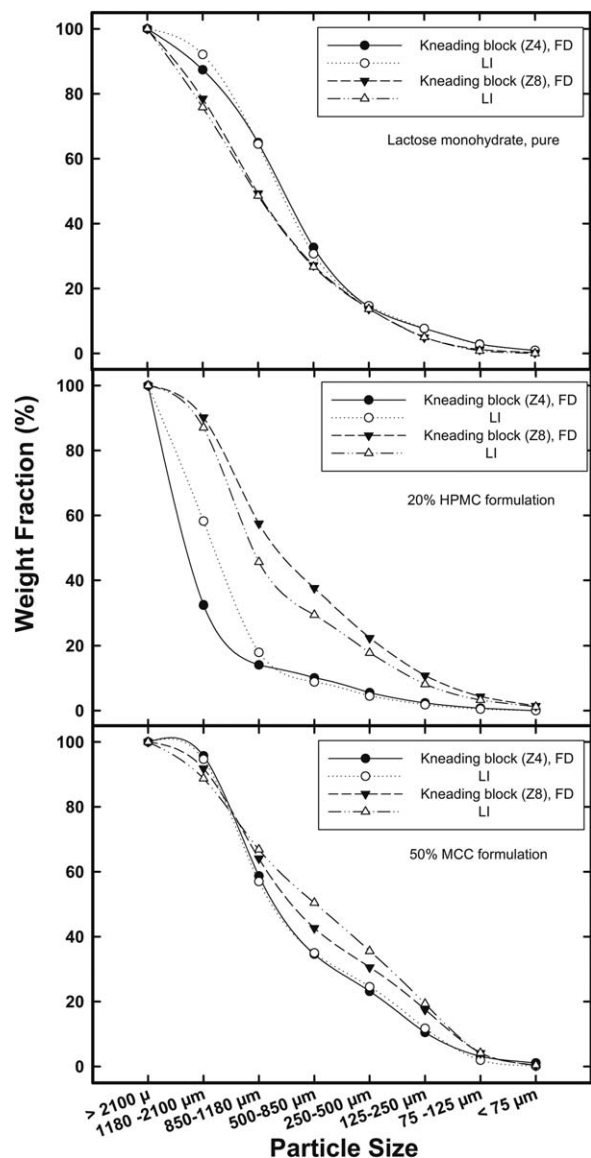 100
80
60
40
20
0
Kneading block (Z4), FD
LI
Kneading block (Z8), FD
LI
Lactose monohydrate, pure
100
80
60
40
20
0
Kneading block (Z4), FD
LI
Kneading block (Z8), FD
LI
20% HPMC formulation
100
80
60
40
20
0
Kneading block (Z4), FD
LI
Kneading block (Z8), FD
LI
50% MCC formulation
Weight Fraction (%)
> 2100 µ
1180 -2100 µm
850-1180 µm
500-850 µm
250-500 µm
125-250 µm
75 -125 µm
< 75 µm
Particle Size